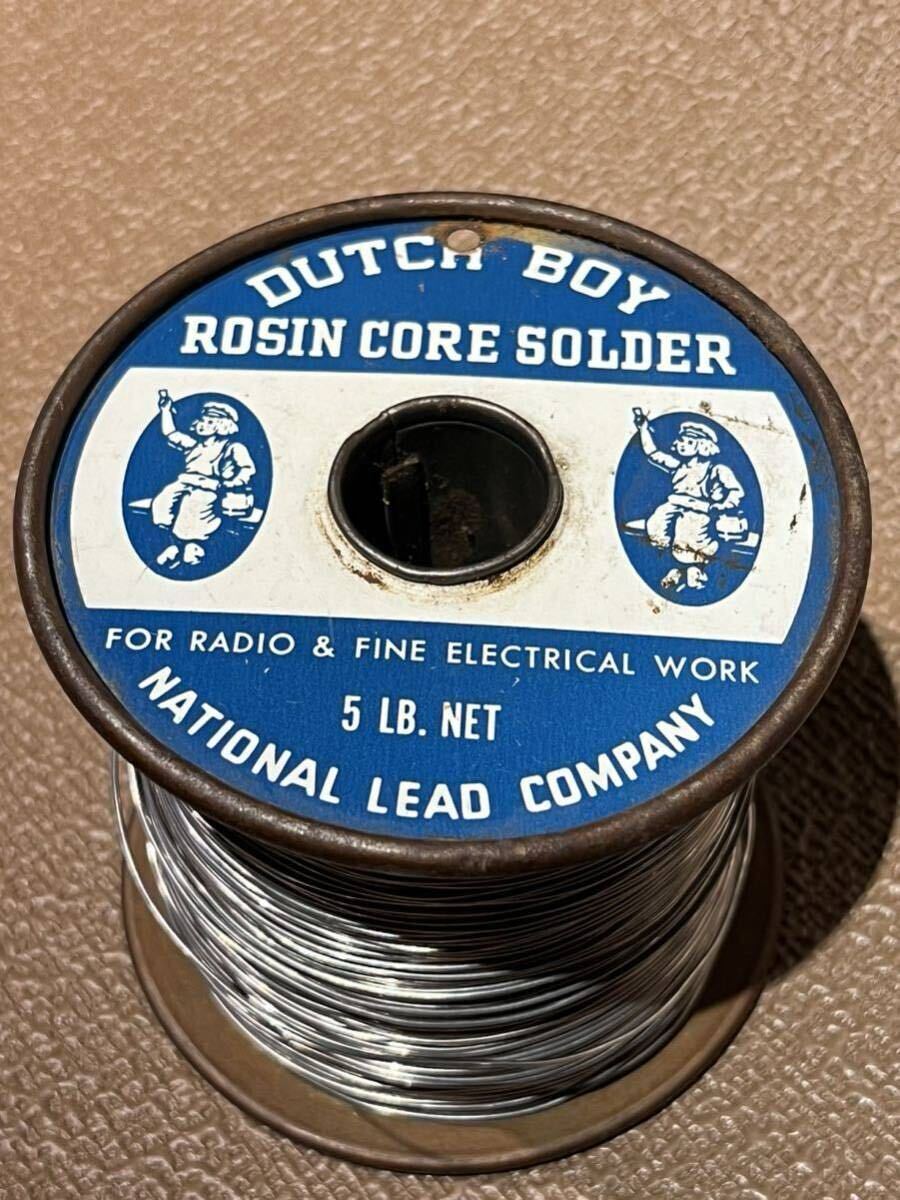 DUTCH BOY
ROSIN CORE SOLDER
FOR RADIO & FINE ELECTRICAL WORK
5 LB. NET
NATIONAL LEAD COMPANY